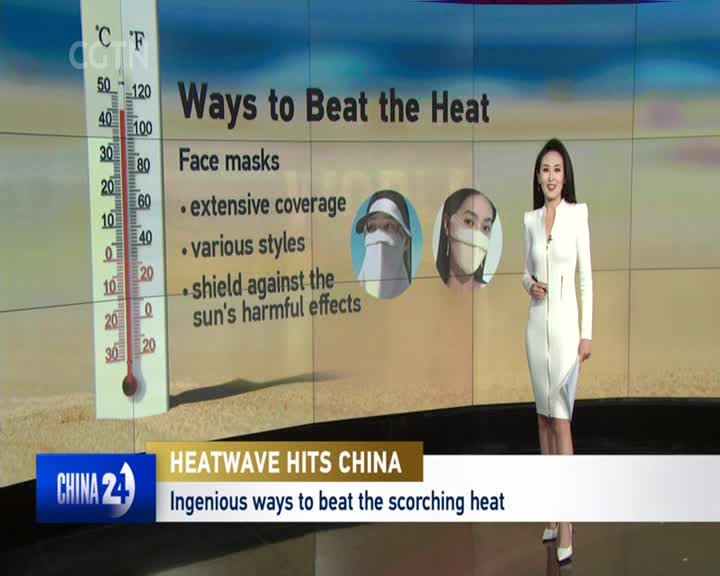 CGTN
°C °F
50 120
40 100
30 80
20 60
10 40
0 20
10 0
20 20
30
Ways to Beat the Heat
Face masks
• extensive coverage
• various styles
• shield against the
sun's harmful effects
HEATWAVE HITS CHINA
CHINA 24
Ingenious ways to beat the scorching heat